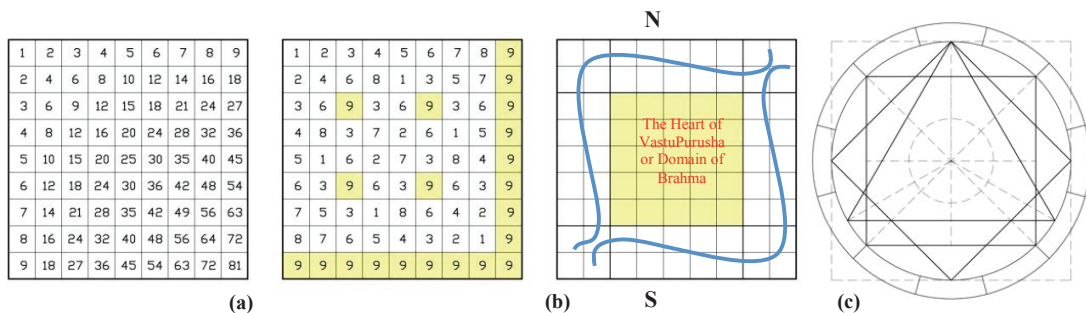 1 2 3 4 5 6 7 8 9
2 4 6 8 10 12 14 16 18
3 6 9 12 15 18 21 24 27
4 8 12 16 20 24 28 32 36
5 10 15 20 25 30 35 40 45
6 12 18 24 30 36 42 48 54
7 14 21 28 35 42 49 56 63
8 16 24 32 40 48 56 64 72
9 18 27 36 45 54 63 72 81
(a)
1 2 3 4 5 6 7 8 9
2 4 6 8 1 3 5 7 9
3 6 9 3 6 9 3 6 9
4 8 3 7 2 6 1 5 9
5 1 6 2 7 3 8 4 9
6 3 9 6 3 9 6 3 9
7 5 3 1 8 6 4 2 9
8 7 6 5 4 3 2 1 9
9 9 9 9 9 9 9 9 9
(b)
N
The Heart of
VastuPurusha
or Domain of
Brahma
S
(c)